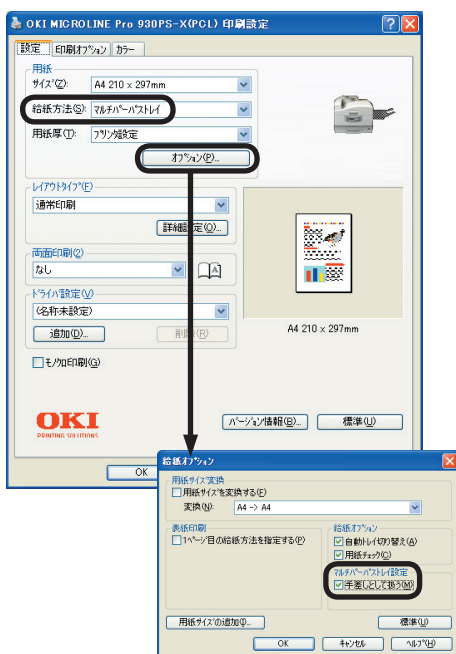 OKI MICROLINE Pro 930PS-X(PCL) 印刷設定
設定 印刷オプション カラー
用紙
サイズ(Z): A4 210 x 297mm
給紙方法(S): マルチパーパストレイ
用紙厚(T): プリンタ設定
オプション(P)...
レイアウトタイプ(F)
通常印刷
詳細設定(O)...
両面印刷(2)
なし
A
ドライバ設定(V)
(名称未設定)
追加(D)... 削除(R)
A4 210 x 297mm
モノクロ印刷(G)
OKI
PRINTING SOLUTIONS
バージョン情報(B)... 標準(U)
OK
給紙オプション
用紙サイズ変換
用紙サイズを変換する(E)
変換(N): A4 -> A4
表紙印刷
1ページ目の給紙方法を指定する(P)
給紙オプション
自動トレイ切り替え(A)
用紙チェック(C)
マルチパーパストレイ設定
手差しとして扱う(M)
用紙サイズの追加(I)...
標準(U)
OK キャンセル ヘルプ(H)